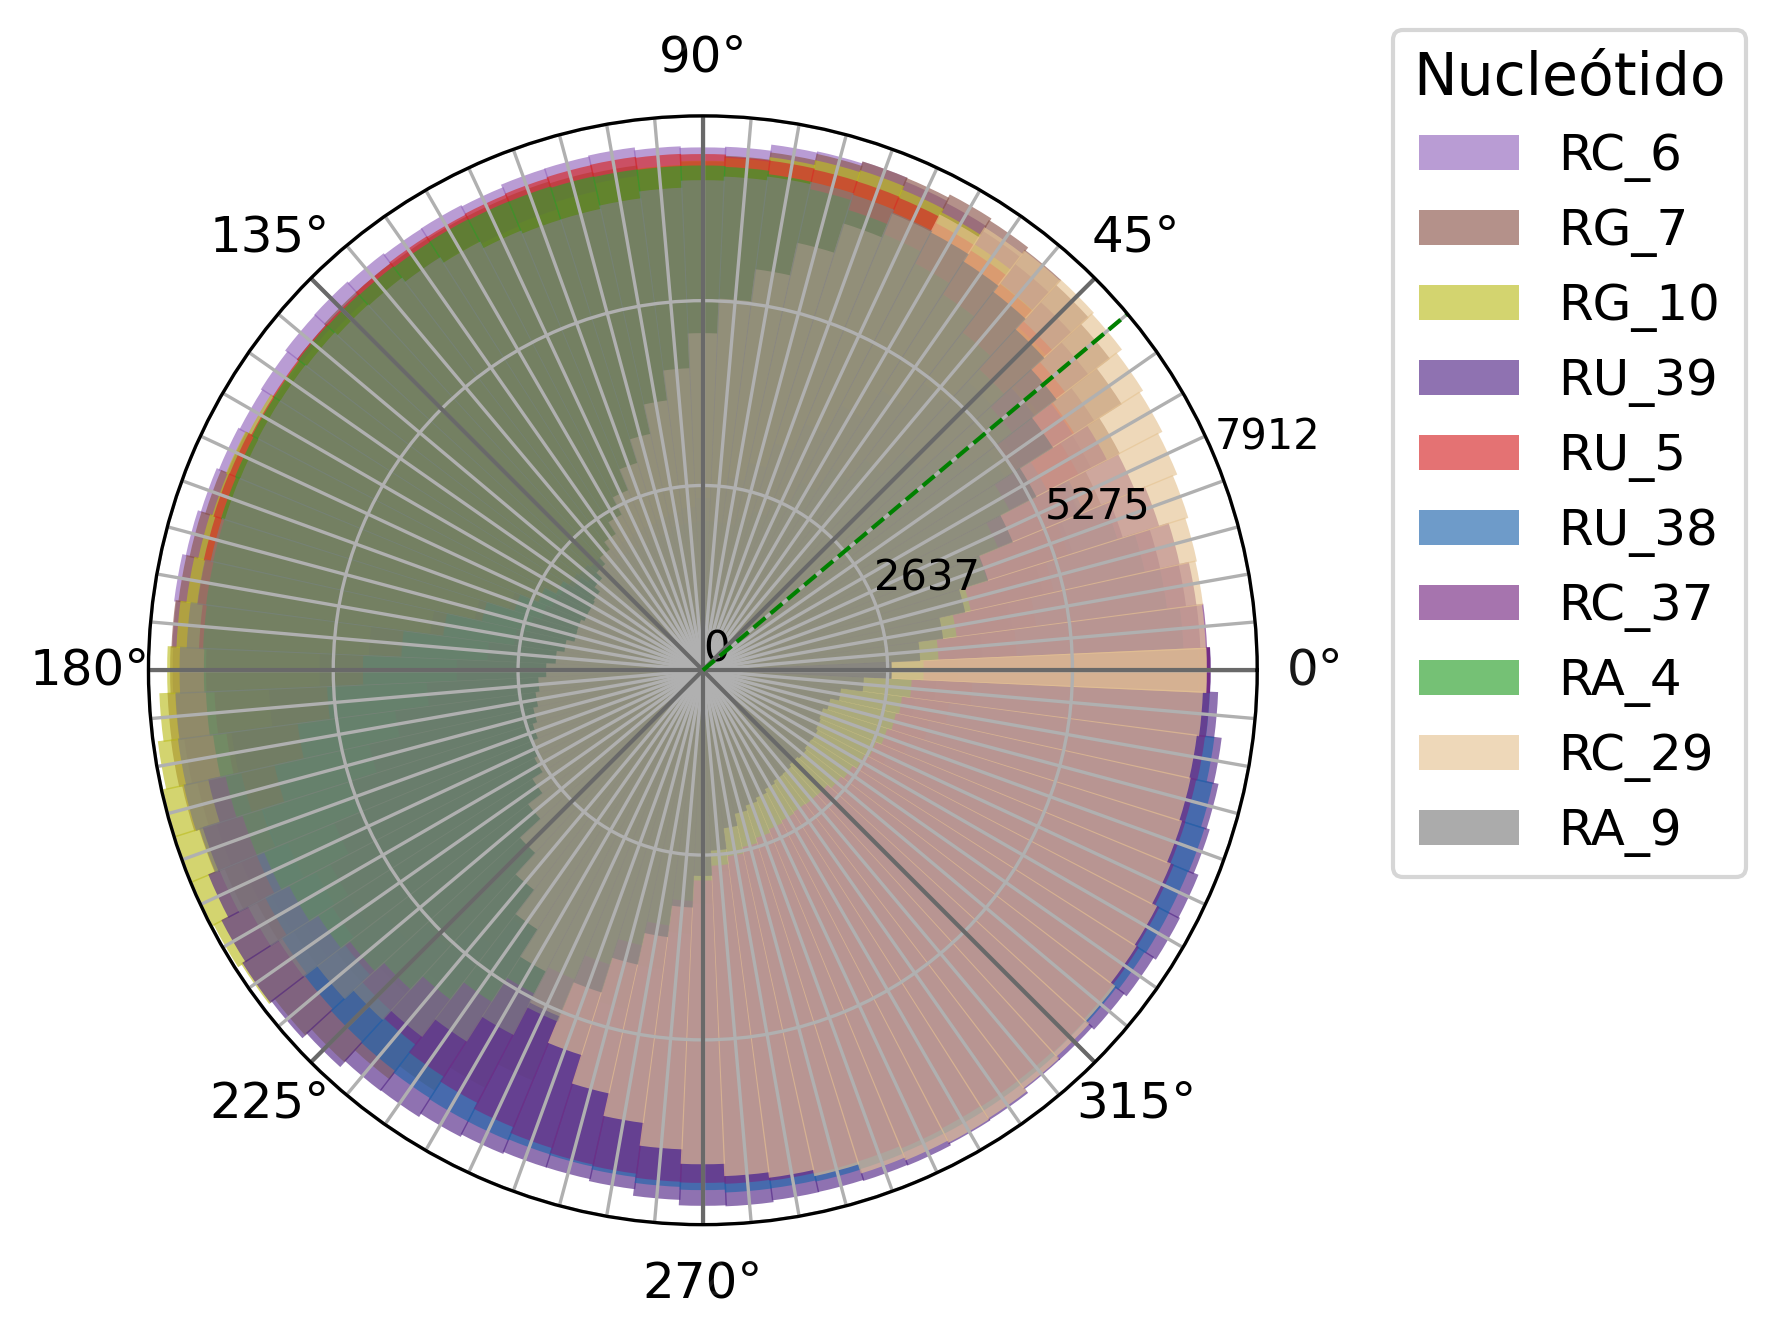 90°
135°
45°
180°
0°
225°
315°
270°
7912
5275
2637
0
Nucleótido
RC_6
RG_7
RG_10
RU_39
RU_5
RU_38
RC_37
RA_4
RC_29
RA_9